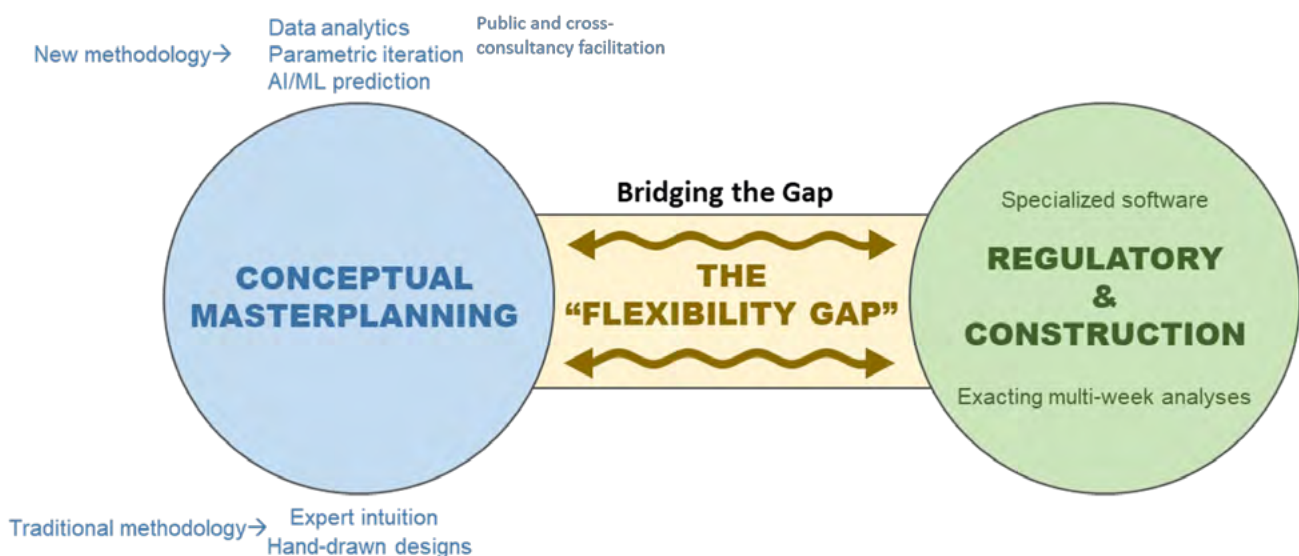 New methodology→
Data analytics
Parametric iteration
AI/ML prediction
Public and cross-
consultancy facilitation
Bridging the Gap
CONCEPTUAL
MASTERPLANNING
THE
“FLEXIBILITY GAP”
Specialized software
REGULATORY
&
CONSTRUCTION
Exacting multi-week analyses
Traditional methodology→
Expert intuition
Hand-drawn designs